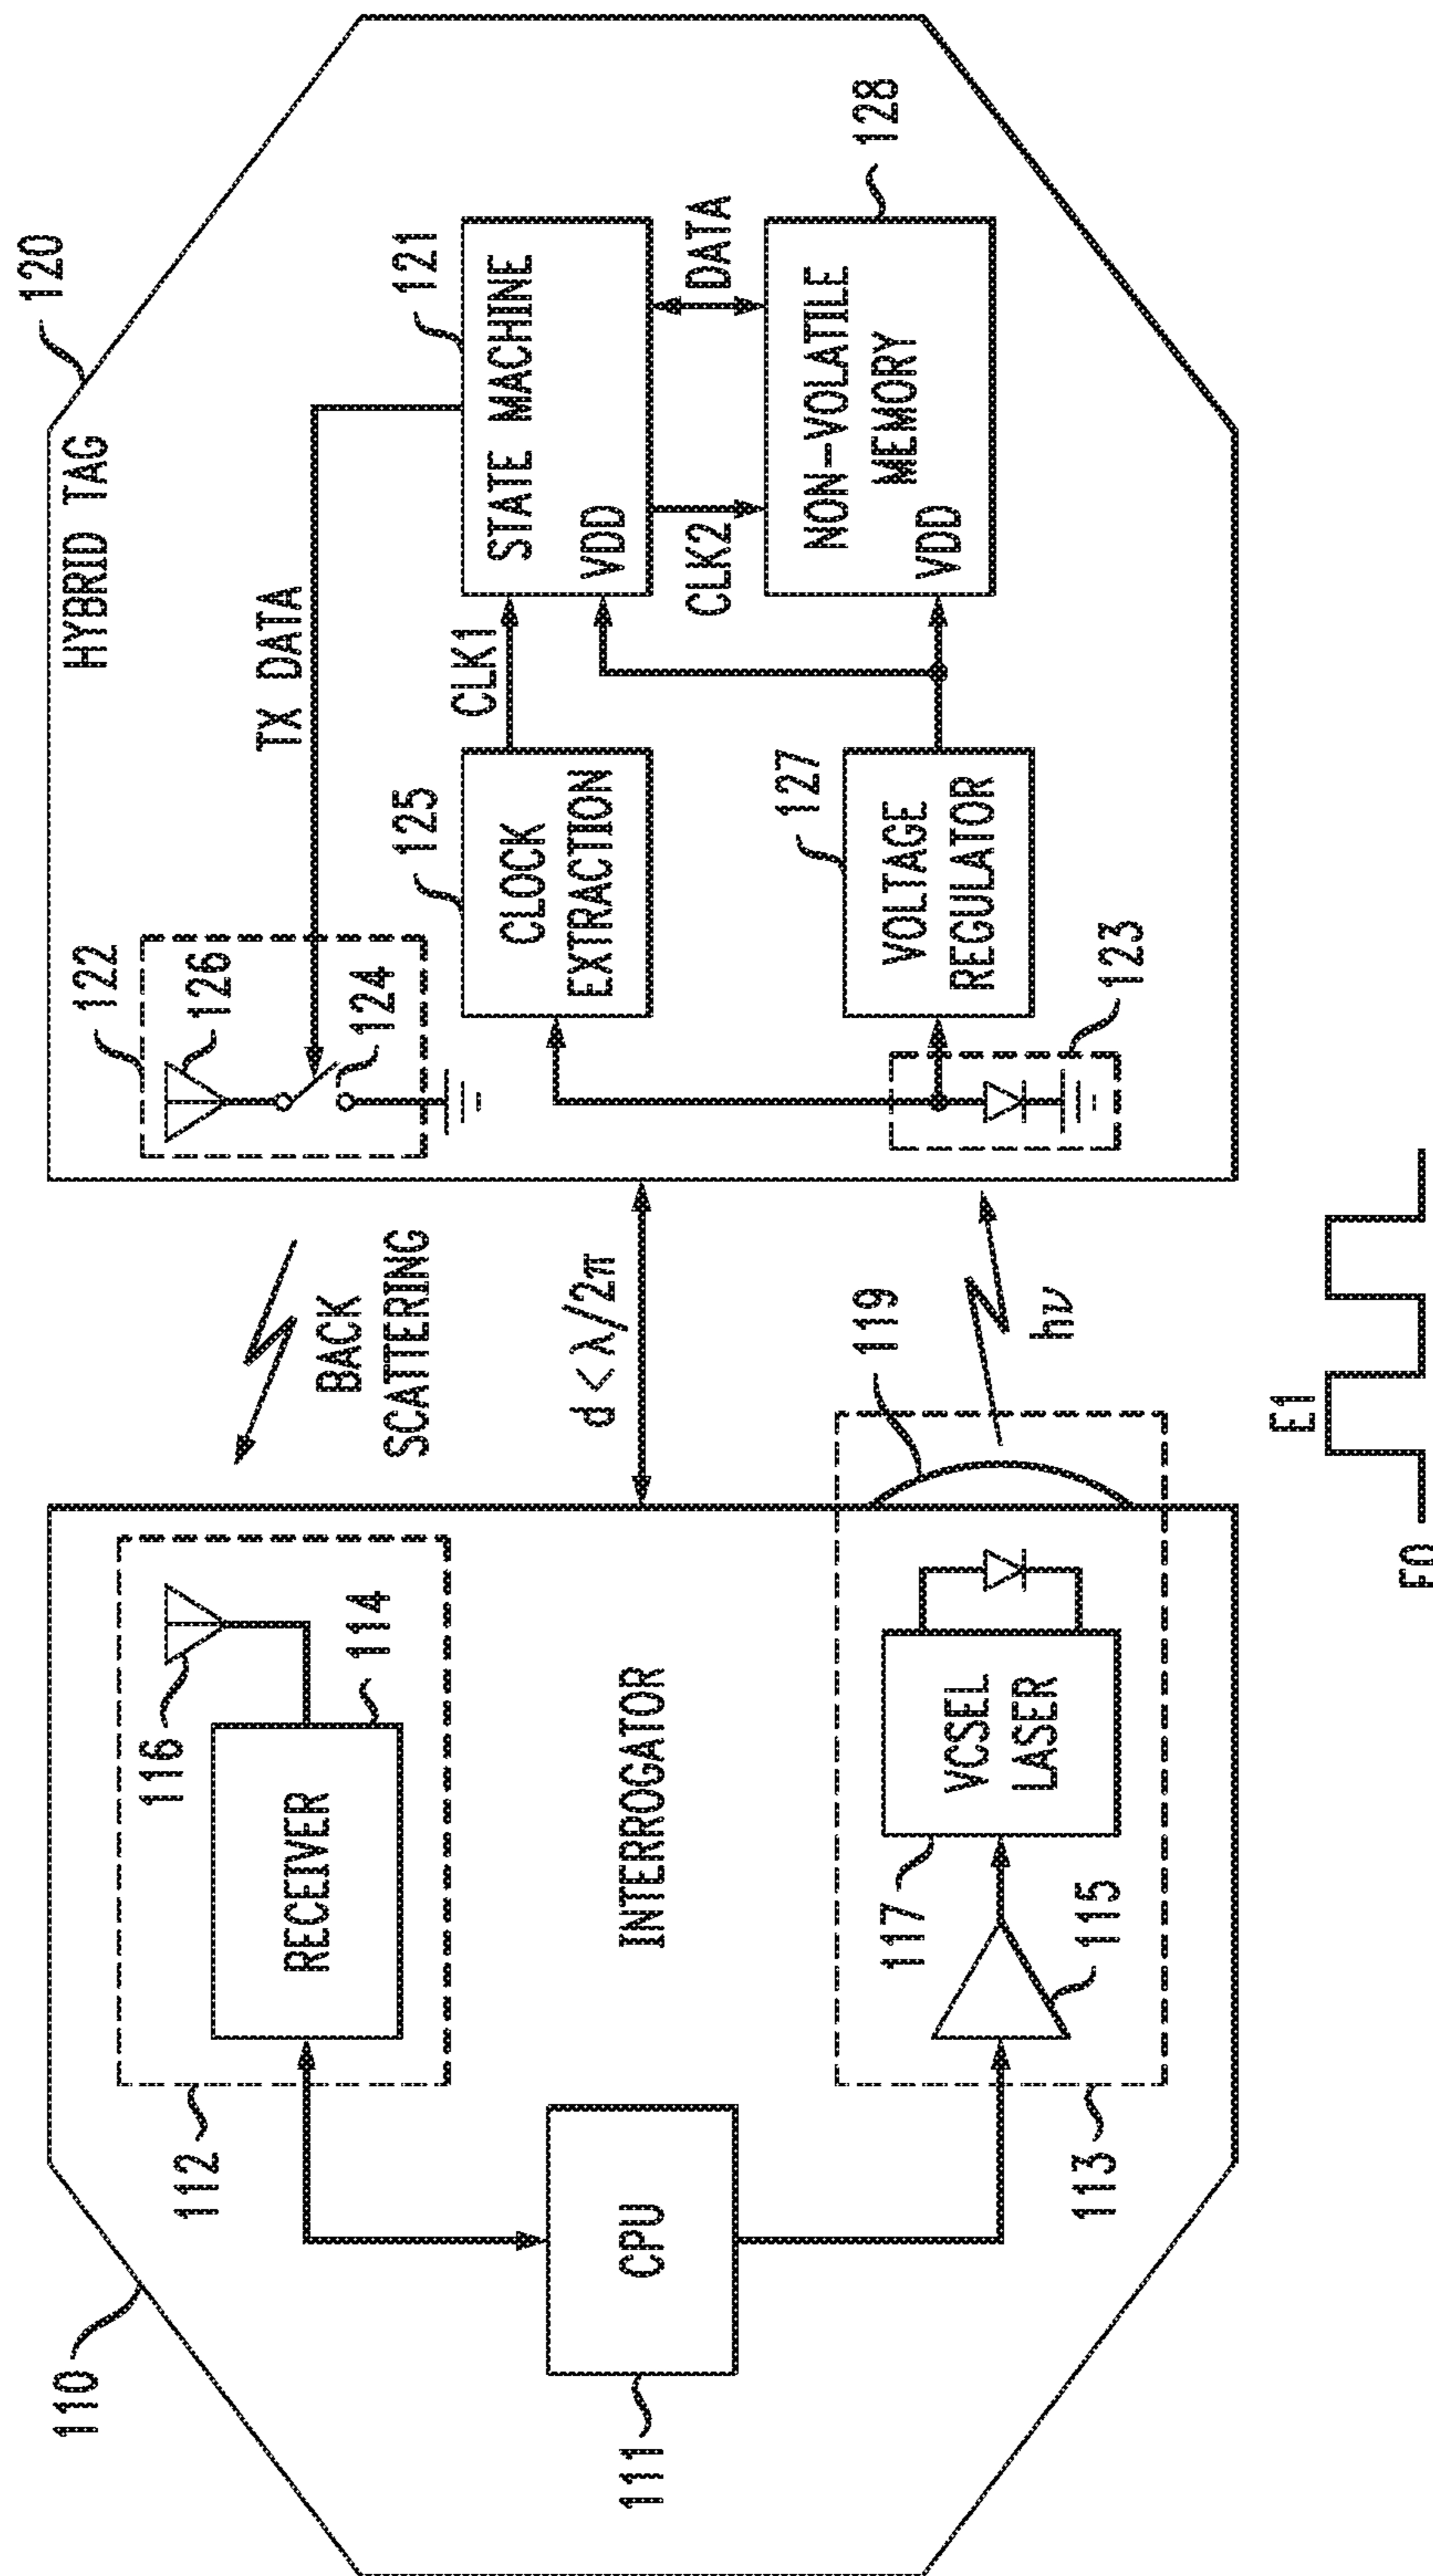 110
INTERROGATOR
112
116
RECEIVER
114
CPU
111
117
VCSEL
LASER
115
113
119
BACK
SCATTERING
d < λ/2π
hν
E1
E0
120
HYBRID TAG
122
126
124
TX DATA
125
CLOCK
EXTRACTION
CLK1
121
STATE MACHINE
VDD
CLK2
DATA
127
VOLTAGE
REGULATOR
123
128
NON-VOLATILE
MEMORY
VDD